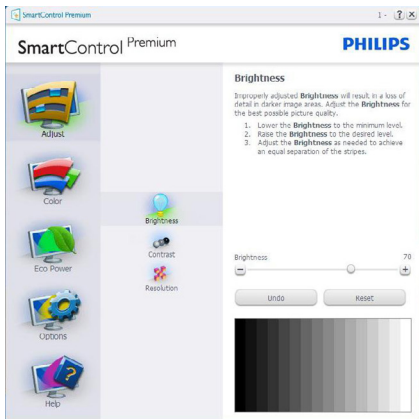 SmartControl Premium
1 - ? X
SmartControl Premium
PHILIPS
Adjust
Color
Eco Power
Options
Help
Brightness
Contrast
Resolution
Brightness
Improperly adjusted Brightness will result in a loss of
detail in darker image areas. Adjust the Brightness for
the best possible picture quality.
1. Lower the Brightness to the minimum level.
2. Raise the Brightness to the desired level.
3. Adjust the Brightness as needed to achieve
an equal separation of the stripes.
Brightness 70
- +
Undo Reset